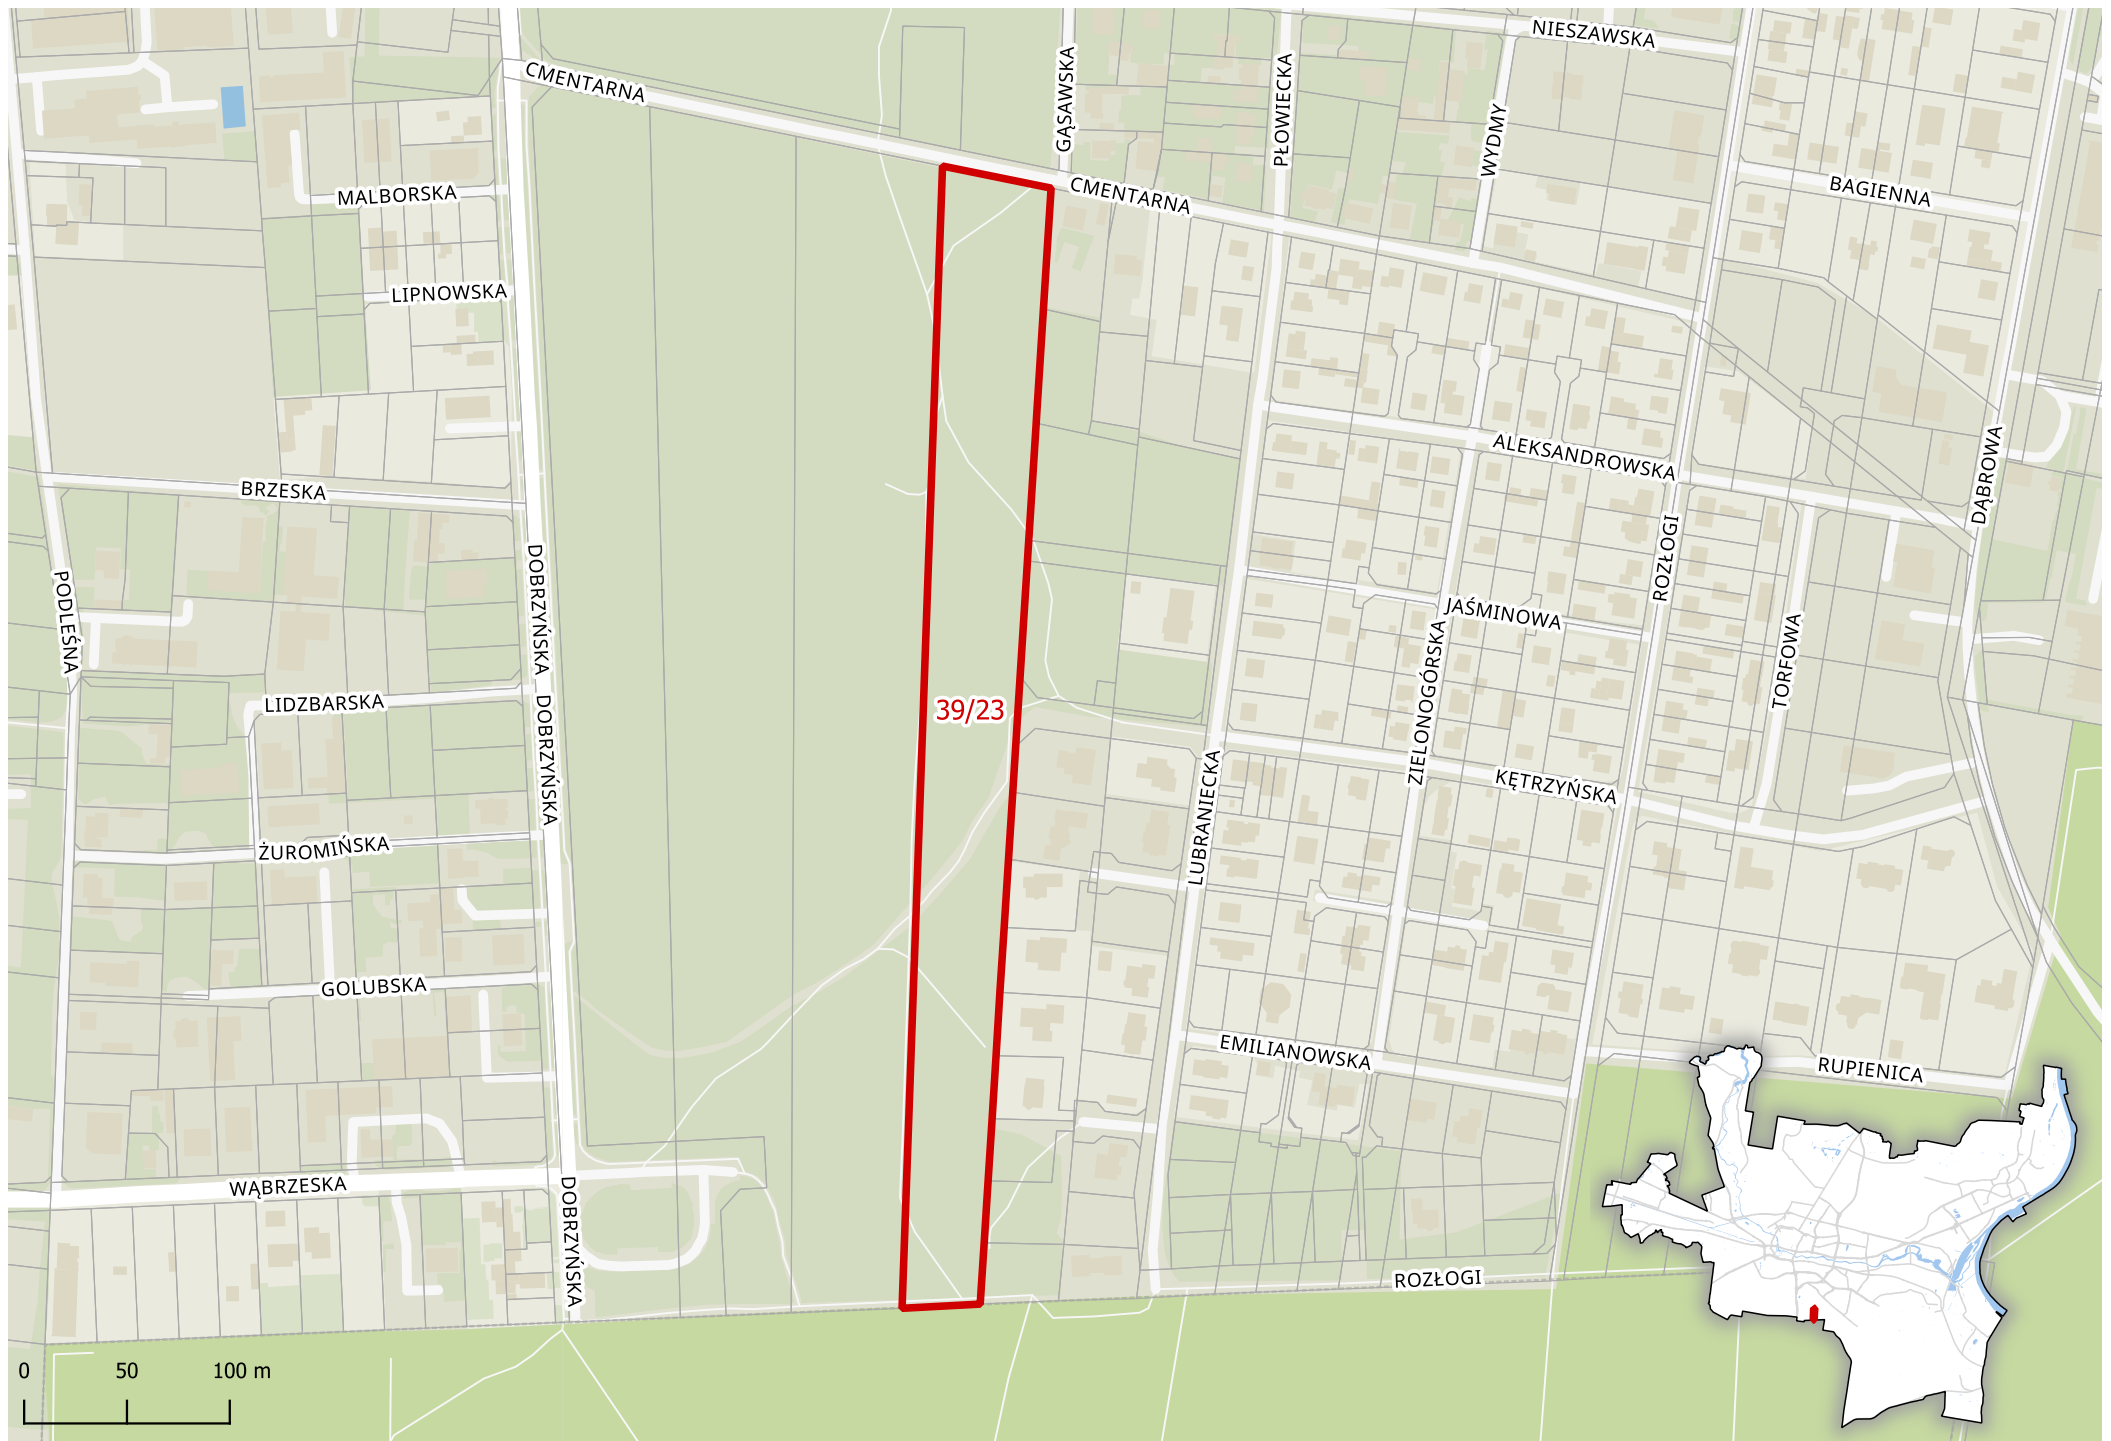 NIESZAWSKA
CMENTARNA
GĄSAWSKA
PŁOWIECKA
WYDMY
MALBORSKA
CMENTARNA
BAGIENNA
LIPNOWSKA
ALEKSANDROWSKA
DĄBROWA
BRZESKA
DOBRZYŃSKA
ROZŁOGI
PODLEŚNA
JAŚMINOWA
TORFOWA
ZIELONOGÓRSKA
LIDZBARSKA
39/23
DOBRZYŃSKA
LUBRANIECKA
KĘTRZYŃSKA
ŻUROMIŃSKA
GOLUBSKA
EMILIANOWSKA
RUPIENICA
WĄBRZESKA
DOBRZYŃSKA
ROZŁOGI
0 50 100 m